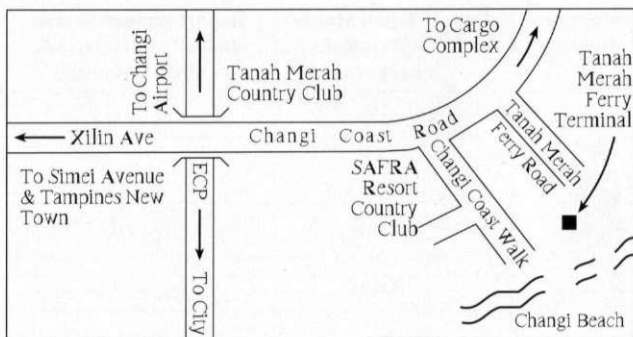 To Cargo
Complex
Tanah
Merah
Ferry
Terminal
To Changi
Airport
Tanah Merah
Country Club
Xilin Ave
Changi Coast Road
Tanah Merah
Ferry Road
To Simei Avenue
& Tampines New
Town
ECP
SAFRA
Resort
Country
Club
Changi Coast Walk
To City
Changi Beach